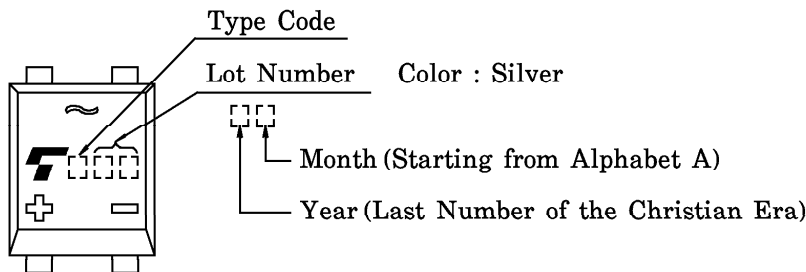 Type Code
Lot Number Color : Silver
~
+ −
Month (Starting from Alphabet A)
Year (Last Number of the Christian Era)